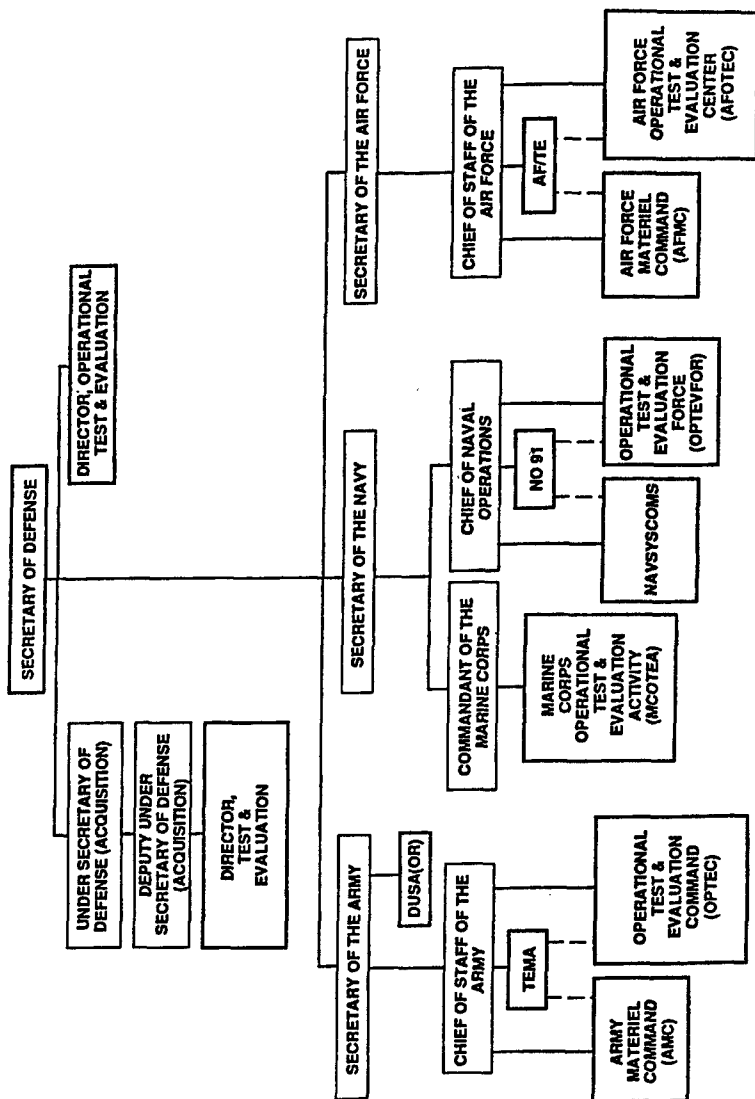 SECRETARY OF DEFENSE
UNDER SECRETARY OF
DEFENSE (ACQUISITION)
DEPUTY UNDER
SECRETARY OF DEFENSE
(ACQUISITION)
DIRECTOR,
TEST &
EVALUATION
DIRECTOR, OPERATIONAL
TEST & EVALUATION
SECRETARY OF THE ARMY
DUSA(OR)
CHIEF OF STAFF OF THE
ARMY
TEMA
ARMY
MATERIEL
COMMAND
(AMC)
OPERATIONAL
TEST &
EVALUATION
COMMAND
(OPTEC)
SECRETARY OF THE NAVY
COMMANDANT OF THE
MARINE CORPS
MARINE
CORPS
OPERATIONAL
TEST &
EVALUATION
ACTIVITY
(MCOTEA)
CHIEF OF NAVAL
OPERATIONS
NO 91
NAVSYSCOMS
OPERATIONAL
TEST &
EVALUATION
FORCE
(OPTEVFOR)
SECRETARY OF THE AIR FORCE
CHIEF OF STAFF OF THE
AIR FORCE
AF/TE
AIR FORCE
MATERIEL
COMMAND
(AFMC)
AIR FORCE
OPERATIONAL
TEST &
EVALUATION
CENTER
(AFOTEC)